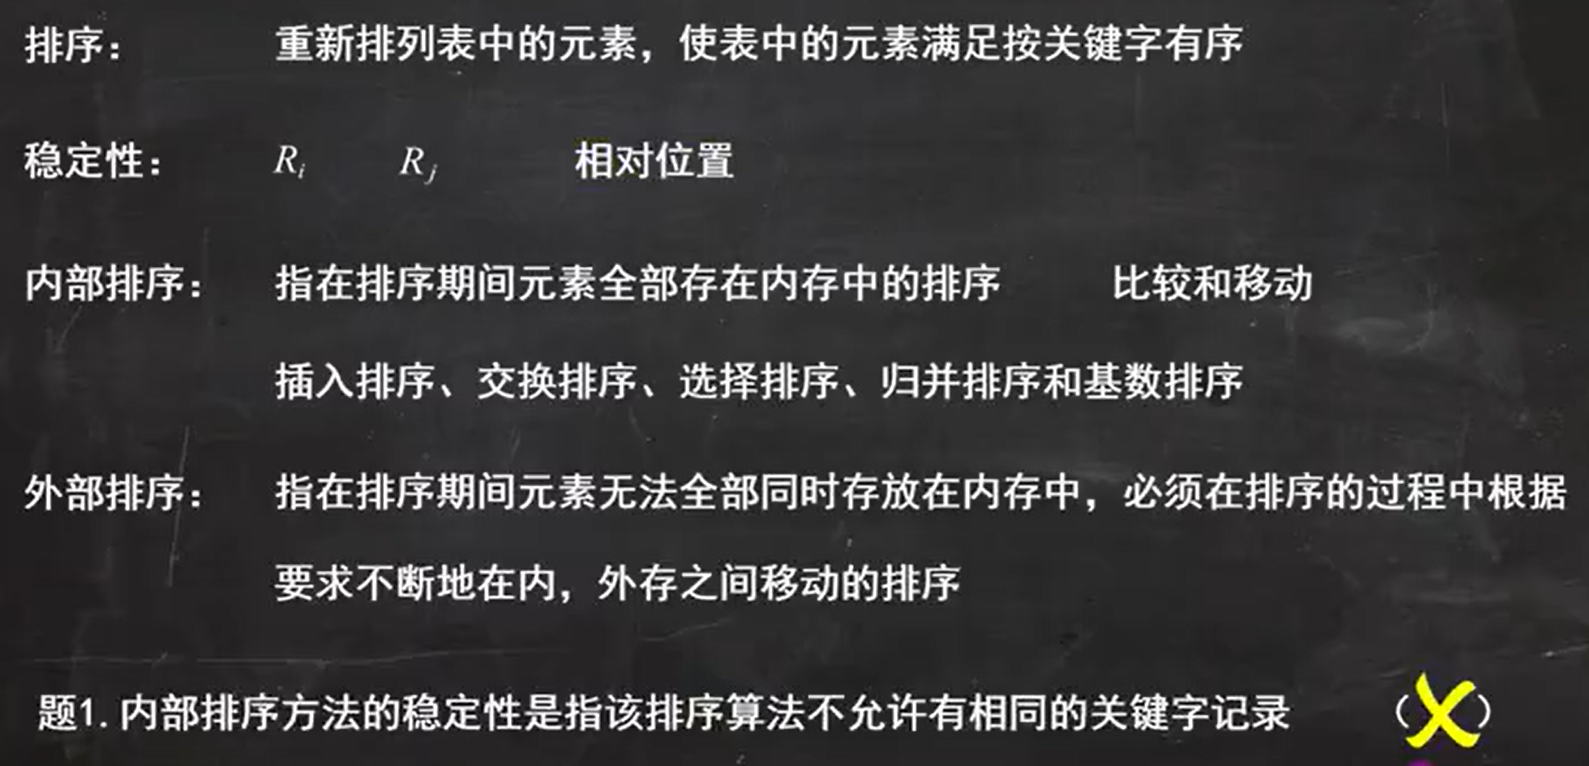 排序： 重新排列表中的元素，使表中的元素满足按关键字有序
稳定性： Ri Rj 相对位置
内部排序： 指在排序期间元素全部存在内存中的排序 比较和移动
插入排序、交换排序、选择排序、归并排序和基数排序
外部排序： 指在排序期间元素无法全部同时存放在内存中，必须在排序的过程中根据
要求不断地在内，外存之间移动的排序
题1. 内部排序方法的稳定性是指该排序算法不允许有相同的关键字记录 （X）